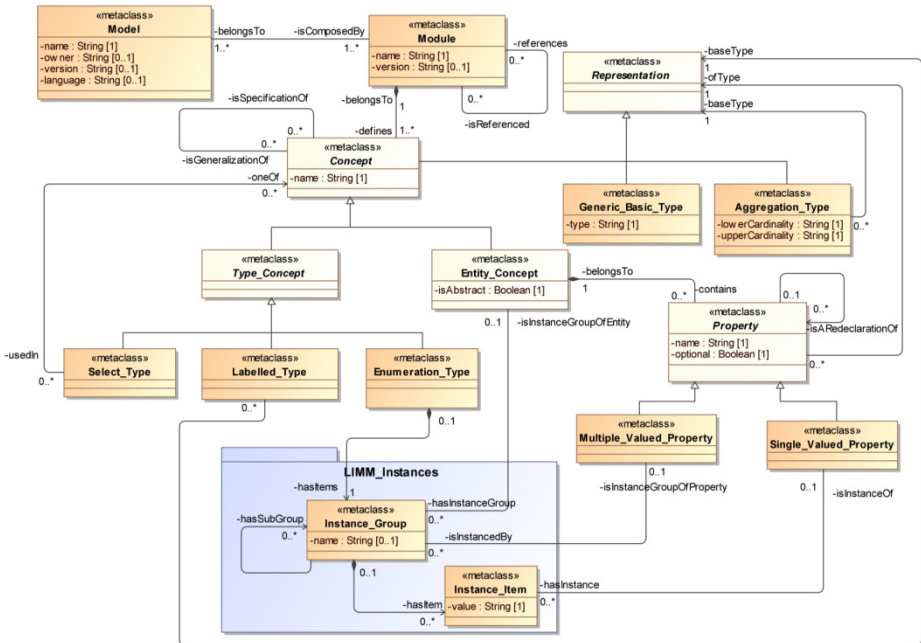 «metaclass»
Model
-name : String [1]
-owner : String [0..1]
-version : String [0..1]
-language : String [0..1]
-belongsTo
1..*
-isComposedBy
1..*
«metaclass»
Module
-name : String [1]
-version : String [0..1]
-references
0..*
0..*
-isReferenced
«metaclass»
Representation
-baseType
1
-ofType
1
-baseType
1
-isSpecificationOf
0..*
0..*
-isGeneralizationOf
-belongsTo
1
-defines
1..*
«metaclass»
Concept
-name : String [1]
-oneOf
0..*
«metaclass»
Generic_Basic_Type
-type : String [1]
«metaclass»
Aggregation_Type
-lowerCardinality : String [1]
-upperCardinality : String [1]
0..*
«metaclass»
Type_Concept
«metaclass»
Entity_Concept
-isAbstract : Boolean [1]
-belongsTo
1
-contains
0..*
0..1
-isInstanceGroupOfEntity
«metaclass»
Property
-name : String [1]
-optional : Boolean [1]
0..1
0..*
-isARedeclarationOf
0..*
-usedIn
0..*
«metaclass»
Select_Type
«metaclass»
Labelled_Type
0..*
«metaclass»
Enumeration_Type
0..1
«metaclass»
Multiple_Valued_Property
0..1
-isInstanceGroupOfProperty
«metaclass»
Single_Valued_Property
0..1
-isInstanceOf
LIMM_Instances
-hasItems
1
-hasSubGroup
0..*
«metaclass»
Instance_Group
-name : String [0..1]
-hasInstanceGroup
0..*
-isInstancedBy
0..*
0..1
-hasItem
0..*
«metaclass»
Instance_Item
-value : String [1]
-hasInstance
0..*